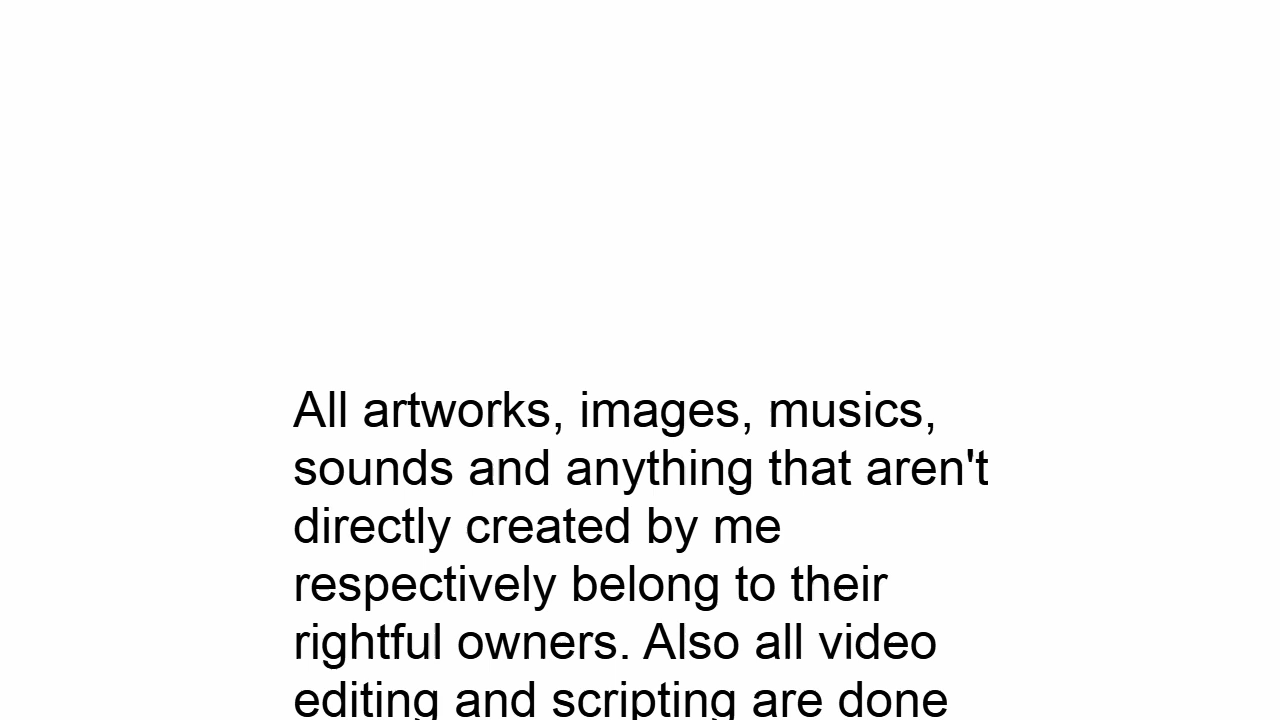 All artworks, images, musics,
sounds and anything that aren't
directly created by me
respectively belong to their
rightful owners. Also all video
editing and scripting are done